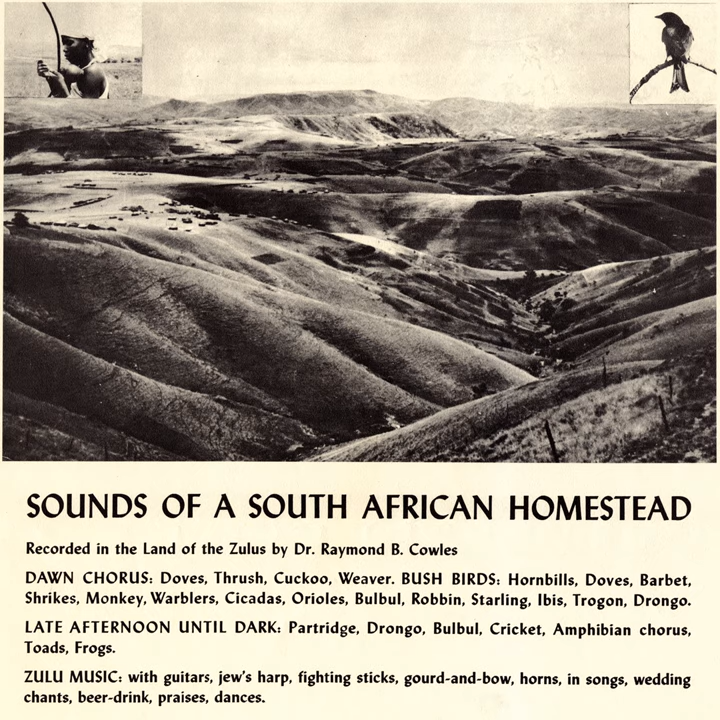 SOUNDS OF A SOUTH AFRICAN HOMESTEAD
Recorded in the Land of the Zulus by Dr. Raymond B. Cowles
DAWN CHORUS: Doves, Thrush, Cuckoo, Weaver. BUSH BIRDS: Hornbills, Doves, Barbet,
Shrikes, Monkey, Warblers, Cicadas, Orioles, Bulbul, Robbin, Starling, Ibis, Trogon, Drongo.
LATE AFTERNOON UNTIL DARK: Partridge, Drongo, Bulbul, Cricket, Amphibian chorus,
Toads, Frogs.
ZULU MUSIC: with guitars, jew's harp, fighting sticks, gourd-and-bow, horns, in songs, wedding
chants, beer-drink, praises, dances.